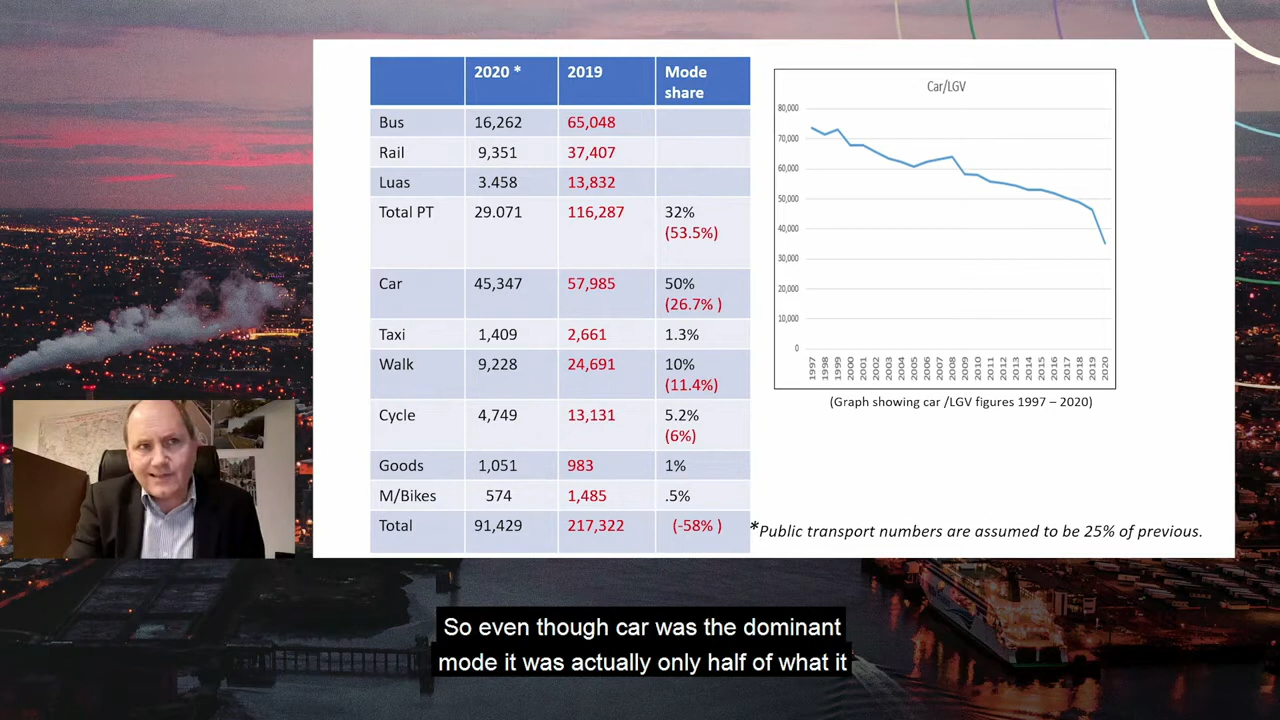 2020 * 2019 Mode
share
Bus 16,262 65,048
Rail 9,351 37,407
Luas 3.458 13,832
Total PT 29.071 116,287 32%
(53.5%)
Car 45,347 57,985 50%
(26.7% )
Taxi 1,409 2,661 1.3%
Walk 9,228 24,691 10%
(11.4%)
Cycle 4,749 13,131 5.2%
(6%)
Goods 1,051 983 1%
M/Bikes 574 1,485 .5%
Total 91,429 217,322 (-58% )
Car/LGV
80,000
70,000
60,000
50,000
40,000
30,000
20,000
10,000
0
1997 1998 1999 2000 2001 2002 2003 2004 2005 2006 2007 2008 2009 2010 2011 2012 2013 2014 2015 2016 2017 2018 2019 2020
(Graph showing car /LGV figures 1997 – 2020)
*Public transport numbers are assumed to be 25% of previous.
So even though car was the dominant
mode it was actually only half of what it